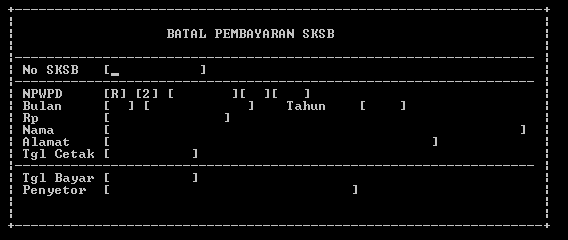 BATAL PEMBAYARAN SKSB
No SKSB [_ ]
NPWPD [R] [2] [ ][ ][ ]
Bulan [ ] [ ] Tahun [ ]
Rp [ ]
Nama [ ]
Alamat [ ]
Tgl Cetak [ ]
Tgl Bayar [ ]
Penyetor [ ]